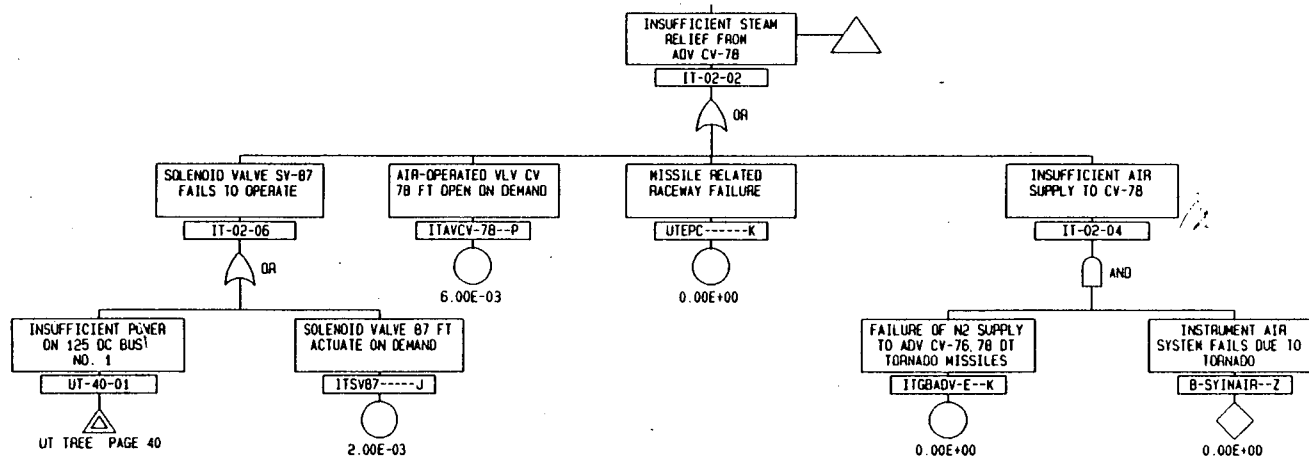 INSUFFICIENT STEAM
RELIEF FROM
ADV CV-78
IT-02-02
OR
SOLENOID VALVE SV-87
FAILS TO OPERATE
IT-02-06
AIR-OPERATED VLV CV
78 FT OPEN ON DEMAND
ITAVCV-78--P
6.00E-03
MISSILE RELATED
RACEWAY FAILURE
UTEPC------K
0.00E+00
INSUFFICIENT AIR
SUPPLY TO CV-78
IT-02-04
OR
AND
INSUFFICIENT POWER
ON 125 DC BUS
NO. 1
UT-40-01
UT TREE PAGE 40
SOLENOID VALVE 87 FT
ACTUATE ON DEMAND
ITSV87-----J
2.00E-03
FAILURE OF N2 SUPPLY
TO ADV CV-76,78 DT
TORNADO MISSILES
ITGBADV-E--K
0.00E+00
INSTRUMENT AIR
SYSTEM FAILS DUE TO
TORNADO
B-SYINAIR--Z
0.00E+00